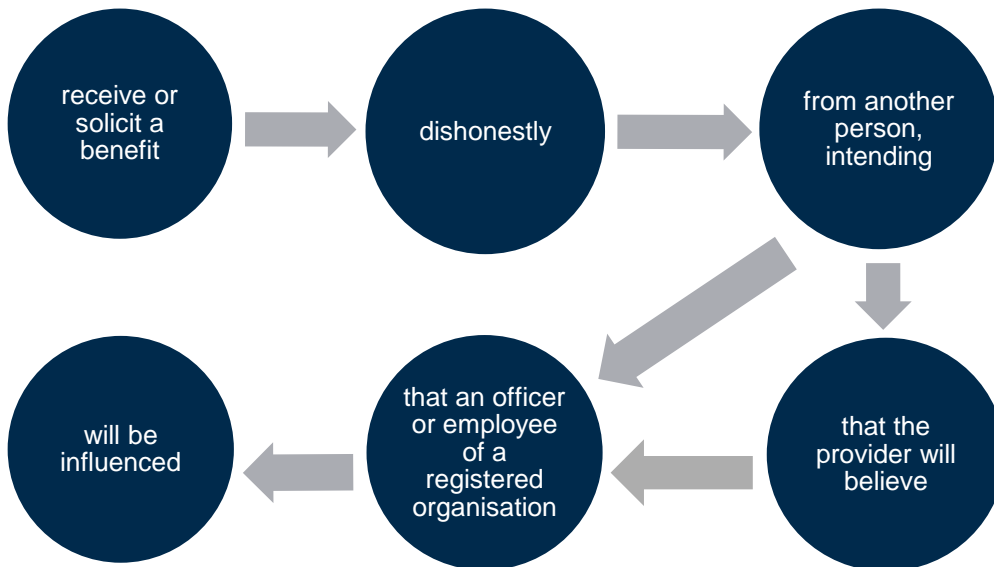 receive or
solicit a
benefit
dishonestly
from another
person,
intending
that the
provider will
believe
that an officer
or employee
of a
registered
organisation
will be
influenced